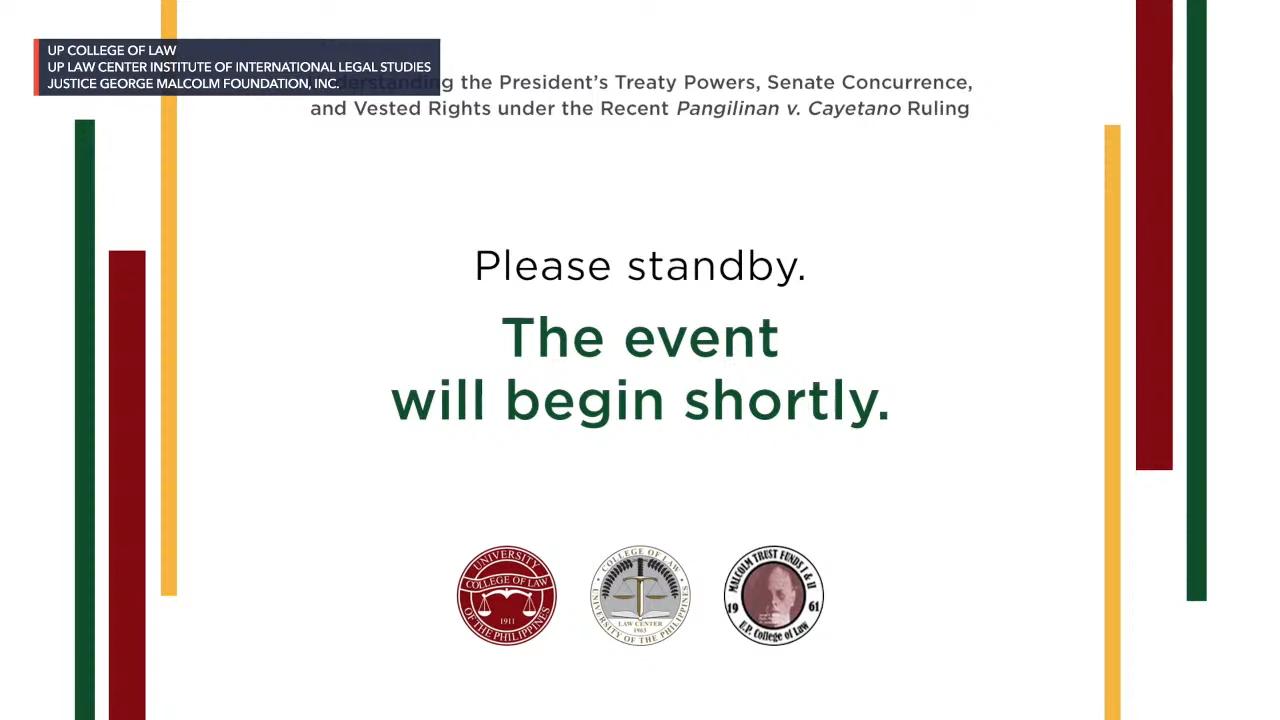 UP COLLEGE OF LAW
UP LAW CENTER INSTITUTE OF INTERNATIONAL LEGAL STUDIES
JUSTICE GEORGE MALCOLM FOUNDATION, INC.
Understanding the President's Treaty Powers, Senate Concurrence,
and Vested Rights under the Recent Pangilinan v. Cayetano Ruling
Please standby.
The event
will begin shortly.
UNIVERSITY
COLLEGE OF LAW
1911
OF THE PHILIPPINES
COLLEGE OF LAW
LAW CENTER
1963
UNIVERSITY OF THE PHILIPPINES
MALCOLM TRUST FUNDS I & II
19 61
U.P. College of Law